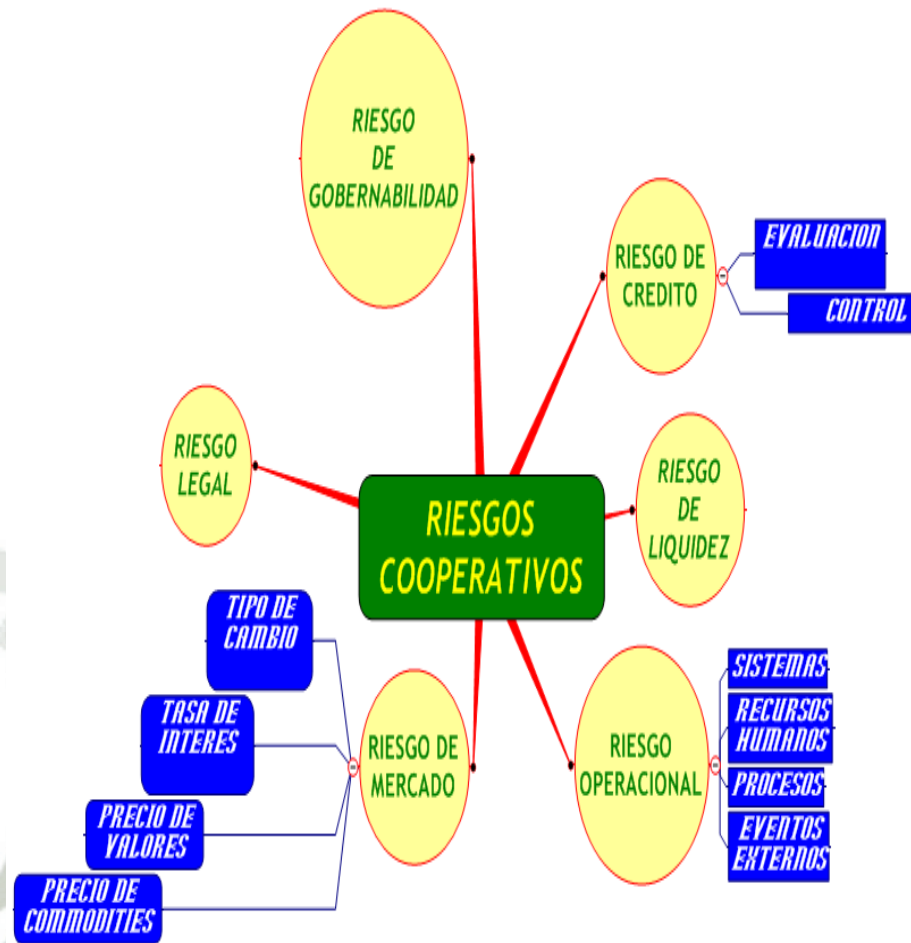 RIESGO
DE
GOBERNABILIDAD
RIESGO DE
CREDITO
EVALUACION
CONTROL
RIESGO
LEGAL
RIESGO
DE
LIQUIDEZ
RIESGOS
COOPERATIVOS
TIPO DE
CAMBIO
TASA DE
INTERES
PRECIO DE
VALORES
PRECIO DE
COMMODITIES
RIESGO DE
MERCADO
RIESGO
OPERACIONAL
SISTEMAS
RECURSOS
HUMANOS
PROCESOS
EVENTOS
EXTERNOS